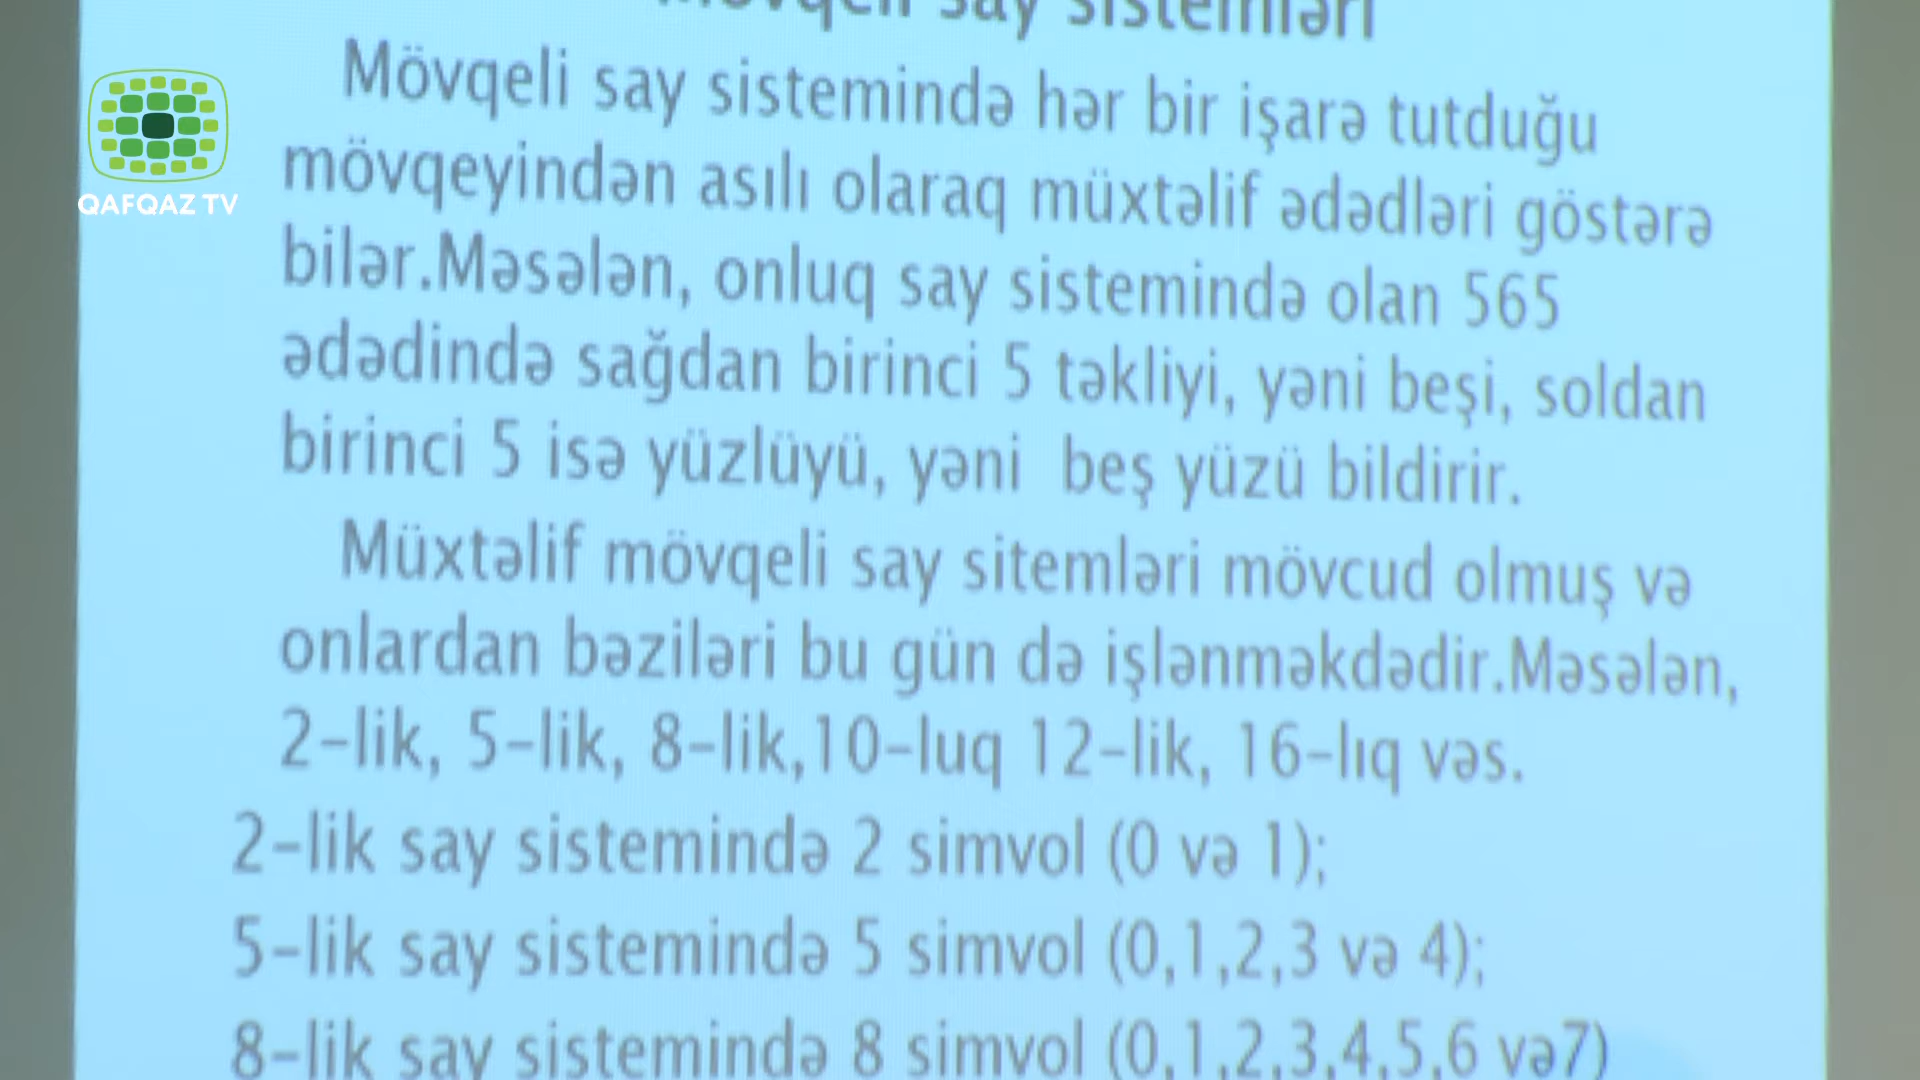 Mövqeli say sistemləri
Mövqeli say sistemində hər bir işarə tutduğu
mövqeyindən asılı olaraq müxtəlif ədədləri göstərə
bilər.Məsələn, onluq say sistemində olan 565
ədədində sağdan birinci 5 təkliyi, yəni beşi, soldan
birinci 5 isə yüzlüyü, yəni beş yüzü bildirir.
Müxtəlif mövqeli say sitemləri mövcud olmuş və
onlardan bəziləri bu gün də işlənməkdədir.Məsələn,
2-lik, 5-lik, 8-lik,10-luq 12-lik, 16-lıq vəs.
2-lik say sistemində 2 simvol (0 və 1);
5-lik say sistemində 5 simvol (0,1,2,3 və 4);
8-lik say sistemində 8 simvol (0,1,2,3,4,5,6 və7)
QAFQAZ TV